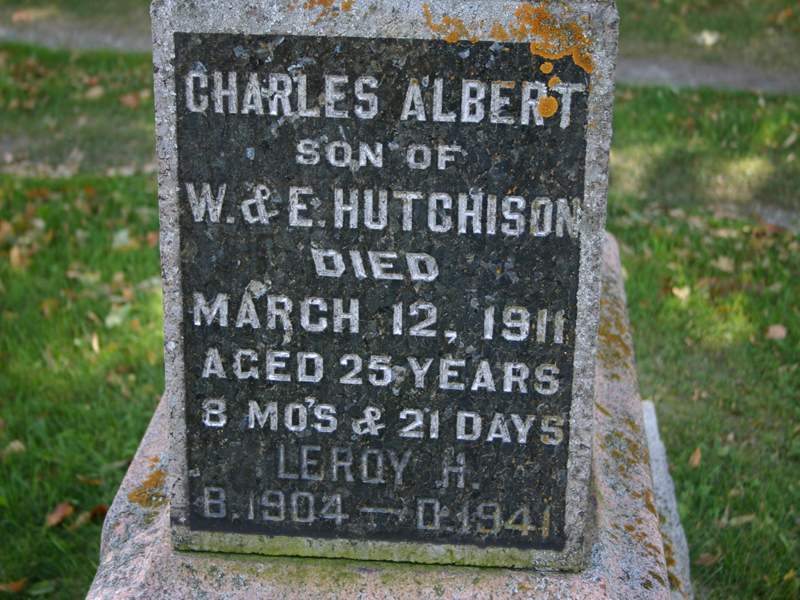 CHARLES ALBERT
SON OF
W. & E. HUTCHISON
DIED
MARCH 12, 1911
AGED 25 YEARS
8 MO'S & 21 DAYS
LEROY H.
B. 1904 — D. 1941